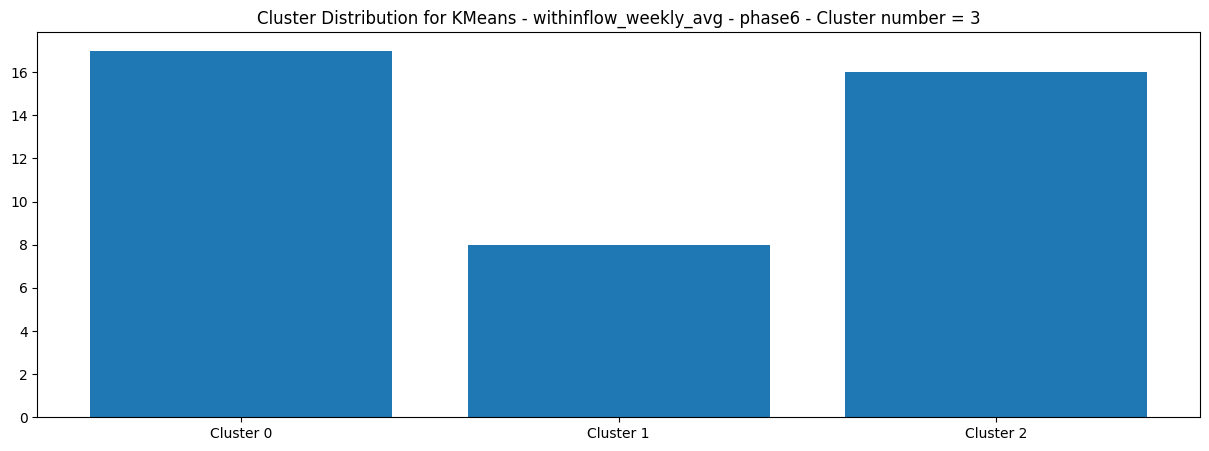 Cluster Distribution for KMeans - withinflow_weekly_avg - phase6 - Cluster number = 3
16
14
12
10
8
6
4
2
0
Cluster 0
Cluster 1
Cluster 2